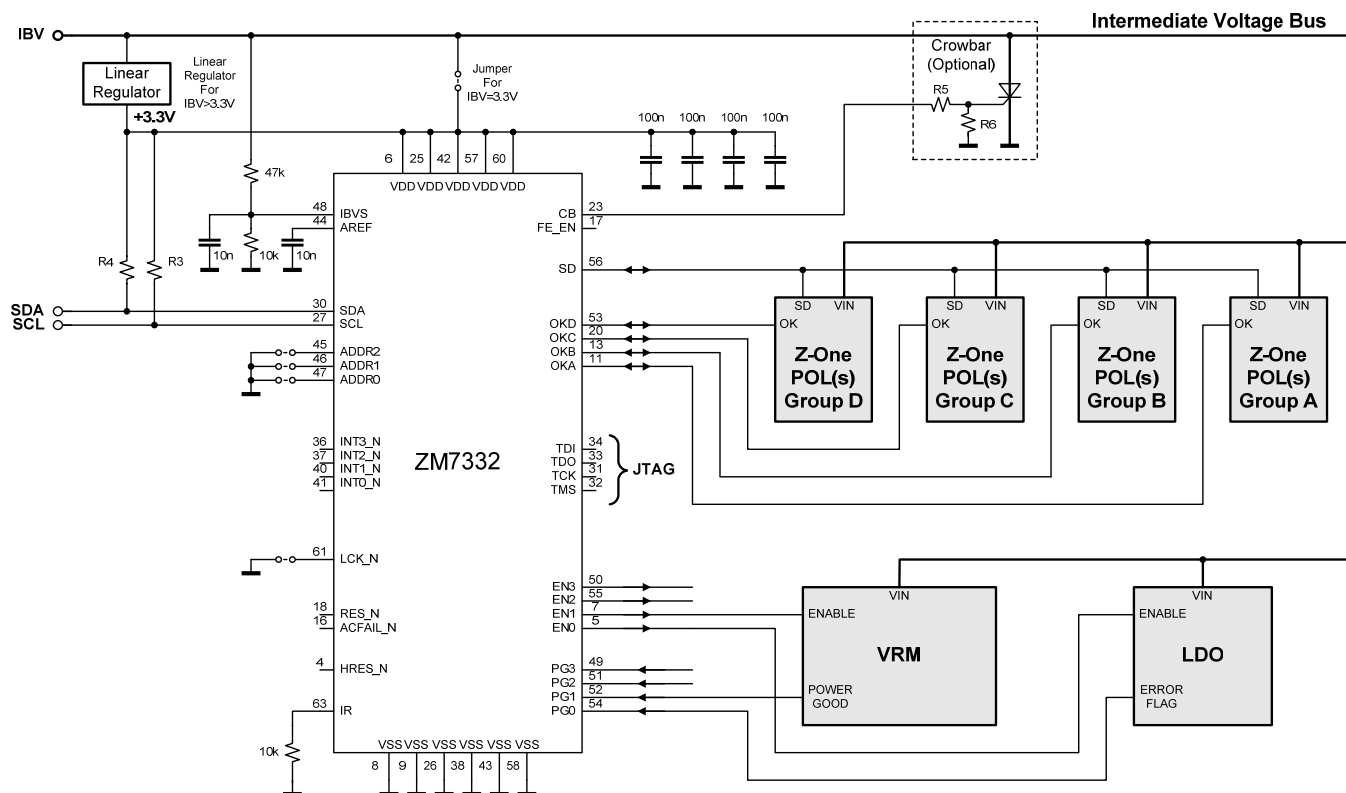 Intermediate Voltage Bus
IBV
Linear
Regulator
Linear
Regulator
For
IBV>3.3V
Jumper
For
IBV=3.3V
Crowbar
(Optional)
R5
R6
+3.3V
100n 100n 100n 100n
6 25 42 57 60
VDD VDD VDD VDD VDD
47k
48 IBVS
44 AREF
10n 10k 10n
CB 23
FE_EN 17
R4 R3
SD 56
SDA
SCL
30 SDA
27 SCL
45 ADDR2
46 ADDR1
47 ADDR0
OKD 53
OKC 20
OKB 13
OKA 11
SD VIN
OK
Z-One
POL(s)
Group D
SD VIN
OK
Z-One
POL(s)
Group C
SD VIN
OK
Z-One
POL(s)
Group B
SD VIN
OK
Z-One
POL(s)
Group A
36 INT3_N
37 INT2_N
40 INT1_N
41 INT0_N
ZM7332
TDI 34
TDO 33
TCK 31
TMS 32
JTAG
61 LCK_N
18 RES_N
16 ACFAIL_N
4 HRES_N
63 IR
10k
EN3 50
EN2 55
EN1 7
EN0 5
PG3 49
PG2 51
PG1 52
PG0 54
VIN
ENABLE
VRM
POWER
GOOD
VIN
ENABLE
LDO
ERROR
FLAG
VSS VSS VSS VSS VSS VSS
8 9 26 38 43 58